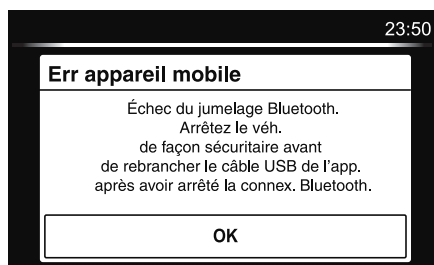 23:50
Err appareil mobile
Échec du jumelage Bluetooth.
Arrêtez le véh.
de façon sécuritaire avant
de rebrancher le câble USB de l'app.
après avoir arrêté la connex. Bluetooth.
OK